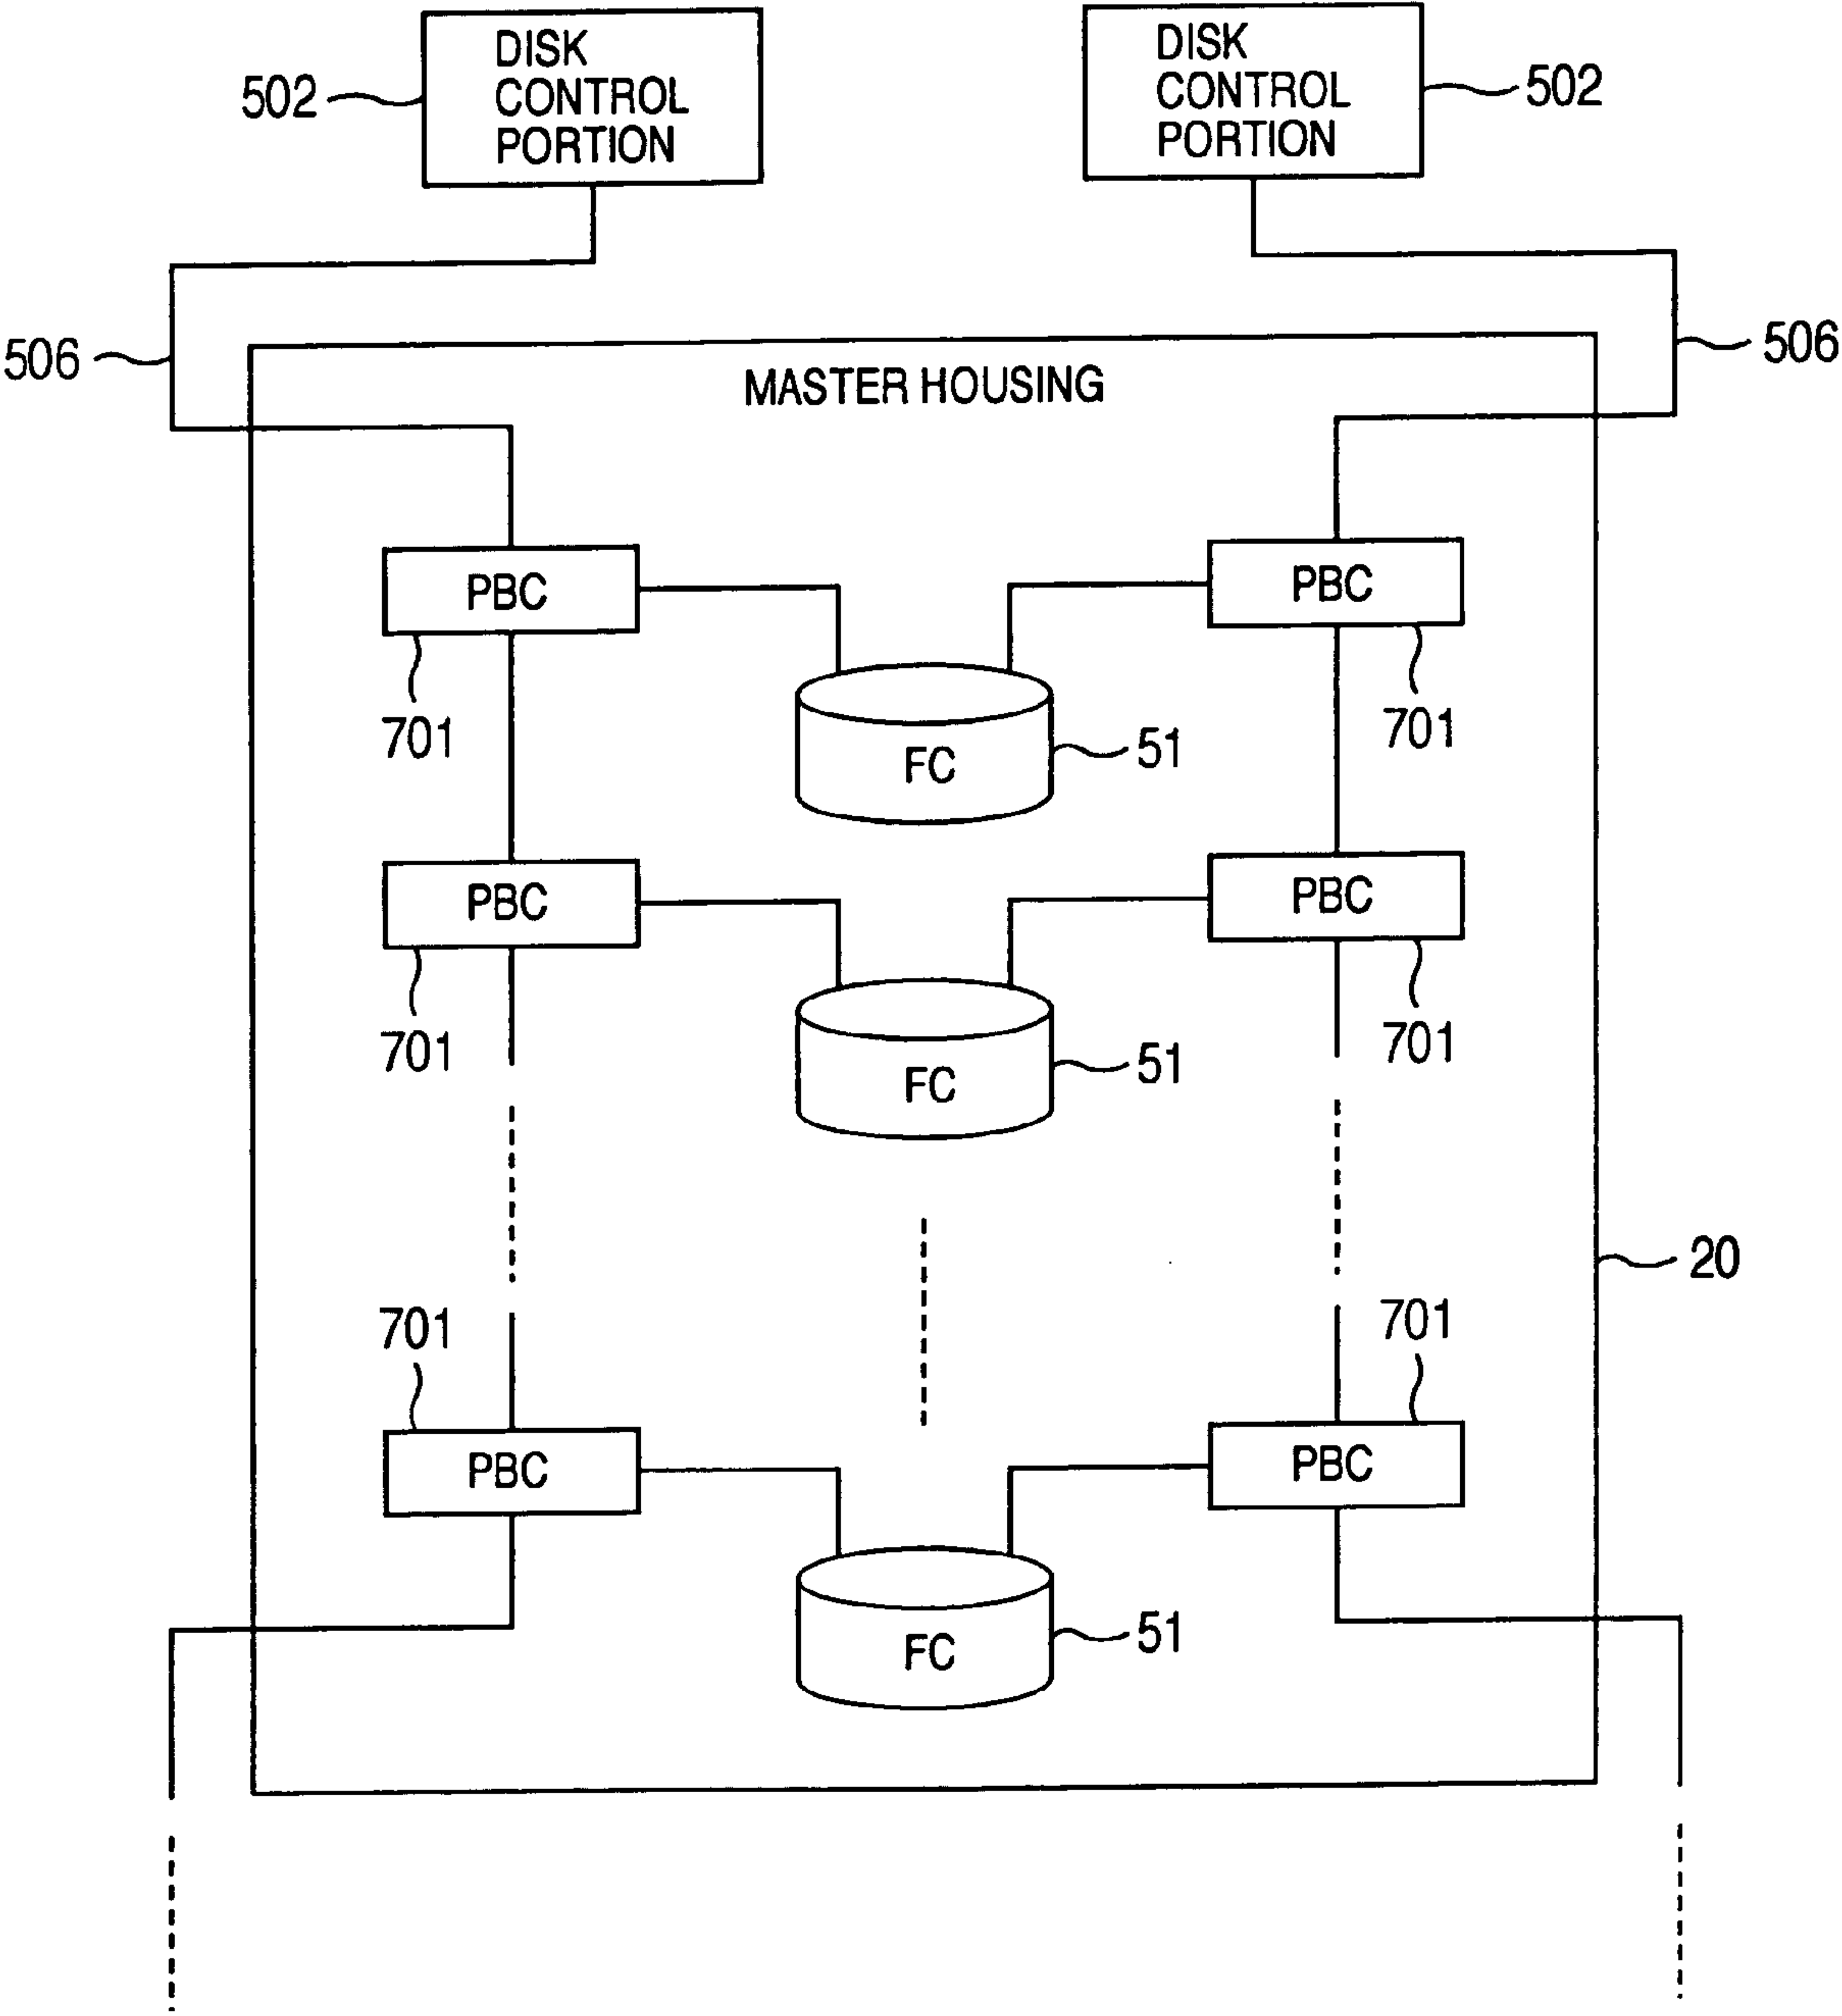 DISK
CONTROL
PORTION
502
DISK
CONTROL
PORTION
502
506
506
MASTER HOUSING
PBC
PBC
701
701
FC
51
PBC
PBC
701
701
FC
51
20
701
701
PBC
PBC
FC
51